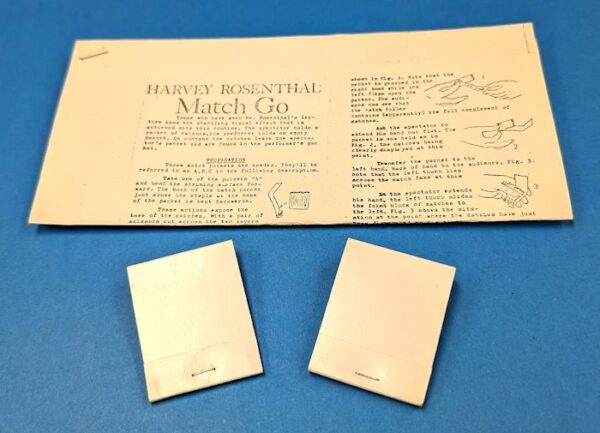 HARVEY ROSENTHAL
Match Go
Those who have seen Mr. Rosenthal's lec-
ture know the startling visual effect that is
achieved with this routine. The spectator holds a
packet of matches, the performer holds an empty
packet. On command the matches leave the specta-
tor's packet and are found in the performer's pac
ket.
PREPARATION
Three match packets are needed. They'll be
referred to as A,B,C in the following description.
Take one of the packets "A"
and bend the striking surface for-
ward. The back of the match packet
just above the staple at the base
of the packet is bent backwards.
These actions expose the
base of the matches. With a pair of
scissors cut across the two layers
shown in Fig. 1. Note that the
packet is grasped in the
right hand while the
left flips open the
packet. The audi-
ence now sees that
the match folder
contains (apparently) the full complement of
matches.
1
Ask the spectator to
extend his hand out flat. The
packet is now held as in
Fig. 2. The matches being
clearly displayed at this
point.
2
Transfer the packet to the
left hand, back of hand to the audience. Fig. 3.
Note that the left thumb lies
across the match fake at this
point.
3
As the spectator extends
his hand, the left thumb slides
the faked block of matches to
the left. Fig. 3 shows the situ-
ation at the point where the matches have just